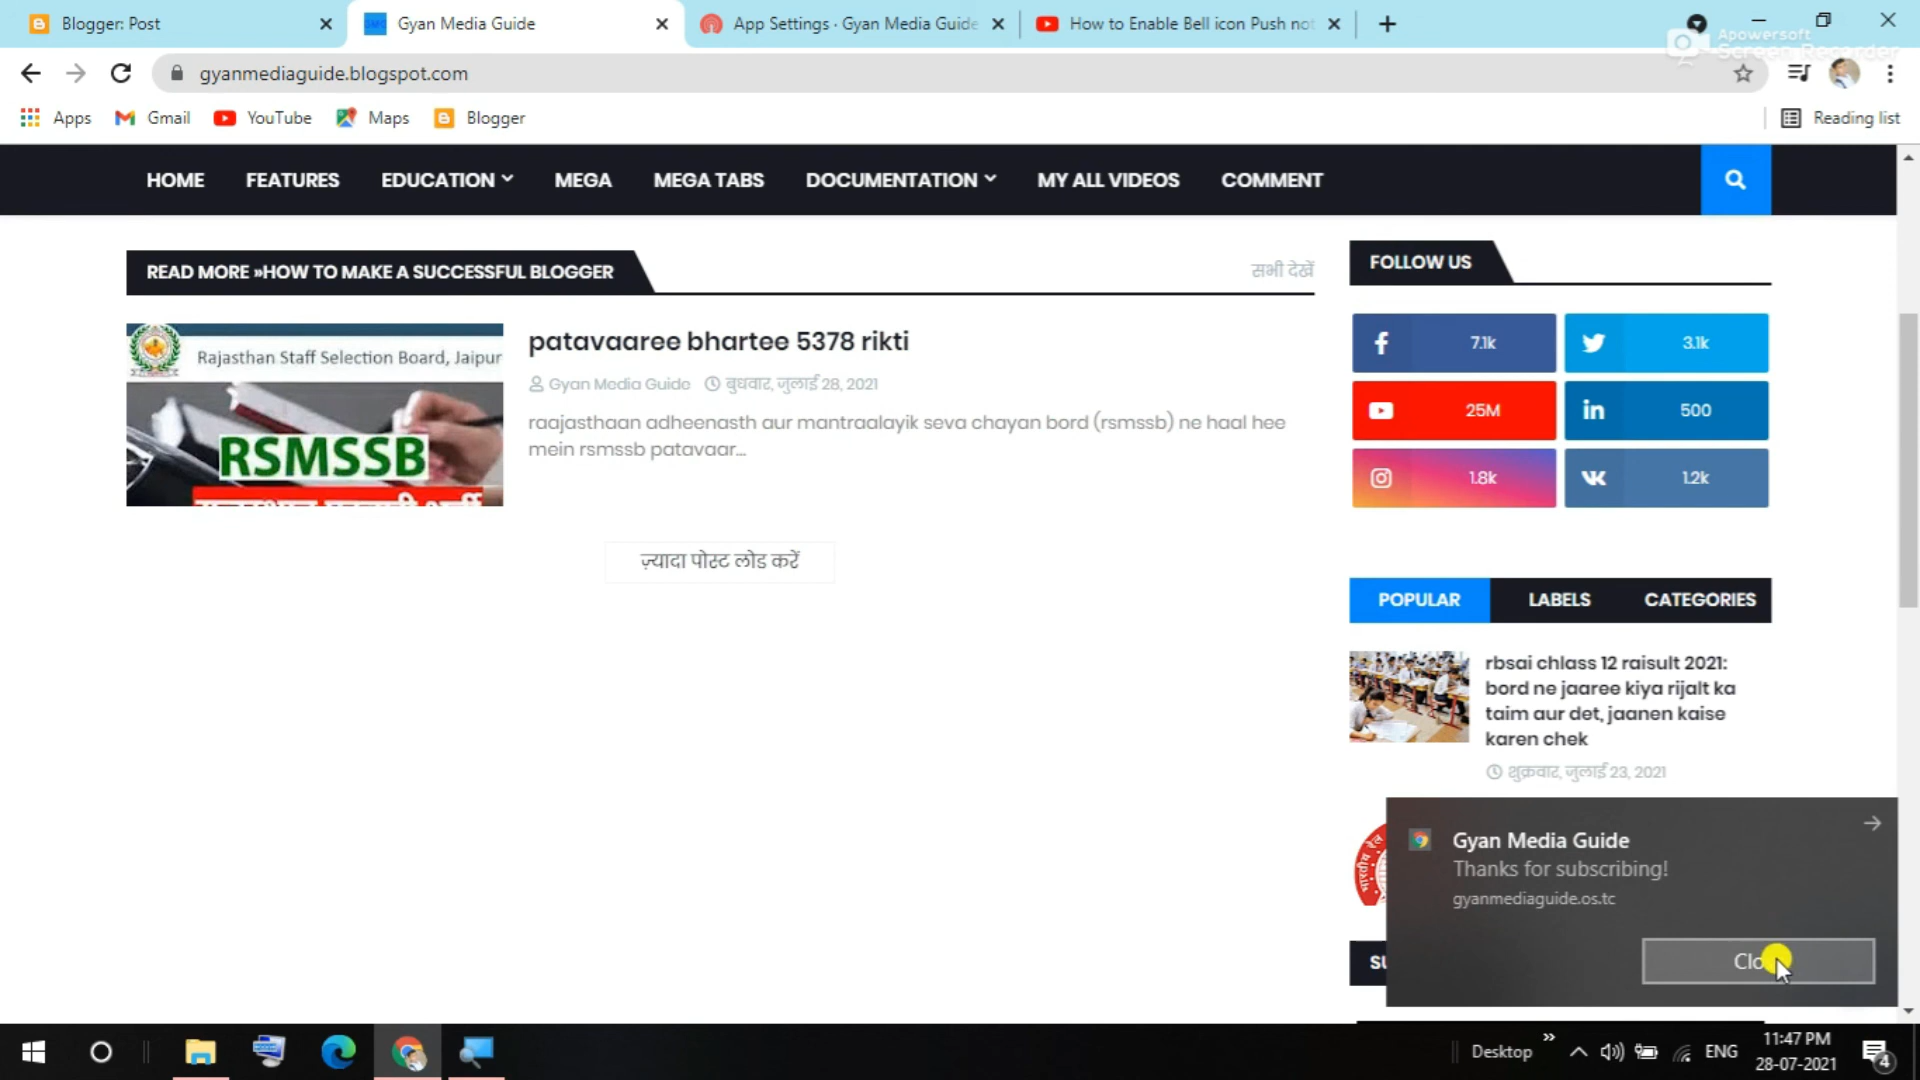 Blogger: Post
Gyan Media Guide
App Settings · Gyan Media Guide
How to Enable Bell icon Push not
Apowersoft
Screen Recorder
gyanmediaguide.blogspot.com
Apps
Gmail
YouTube
Maps
Blogger
Reading list
HOME
FEATURES
EDUCATION
MEGA
MEGA TABS
DOCUMENTATION
MY ALL VIDEOS
COMMENT
READ MORE »HOW TO MAKE A SUCCESSFUL BLOGGER
सभी देखें
Rajasthan Staff Selection Board, Jaipur
RSMSSB
patavaaree bhartee 5378 rikti
Gyan Media Guide
बुधवार, जुलाई 28, 2021
raajasthaan adheenasth aur mantraalayik seva chayan bord (rsmssb) ne haal hee
mein rsmssb patavaar...
ज़्यादा पोस्ट लोड करें
FOLLOW US
7.1k
3.1k
25M
500
1.8k
1.2k
POPULAR
LABELS
CATEGORIES
rbsai chlass 12 raisult 2021:
bord ne jaaree kiya rijalt ka
taim aur det, jaanen kaise
karen chek
शुक्रवार, जुलाई 23, 2021
Gyan Media Guide
Thanks for subscribing!
gyanmediaguide.os.tc
Desktop
ENG
11:47 PM
28-07-2021
4